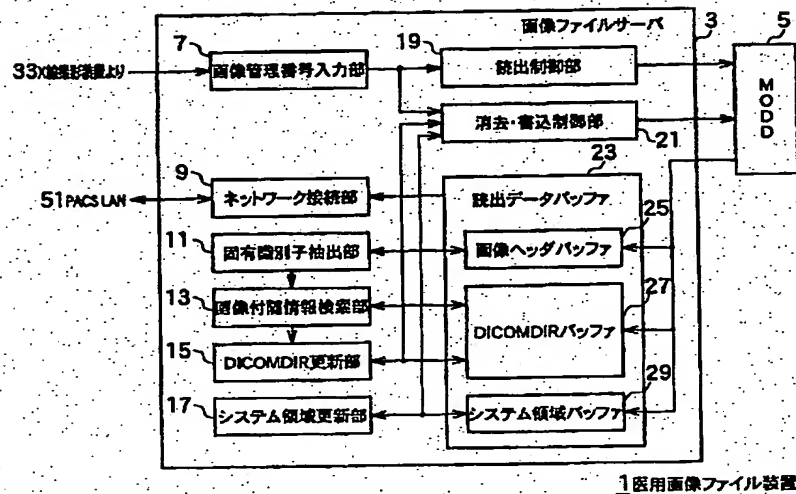 画像ファイルサーバ
3
5
7
19
33X線撮影装置より
画像管理番号入力部
読出制御部
MODD
消去・書込制御部
21
23
9
51PACS LAN
ネットワーク接続部
読出データバッファ
25
11
固有識別子抽出部
画像ヘッダバッファ
13
27
画像付随情報検索部
DICOMDIRバッファ
15
DICOMDIR更新部
29
17
システム領域更新部
システム領域バッファ
1医用画像ファイル装置